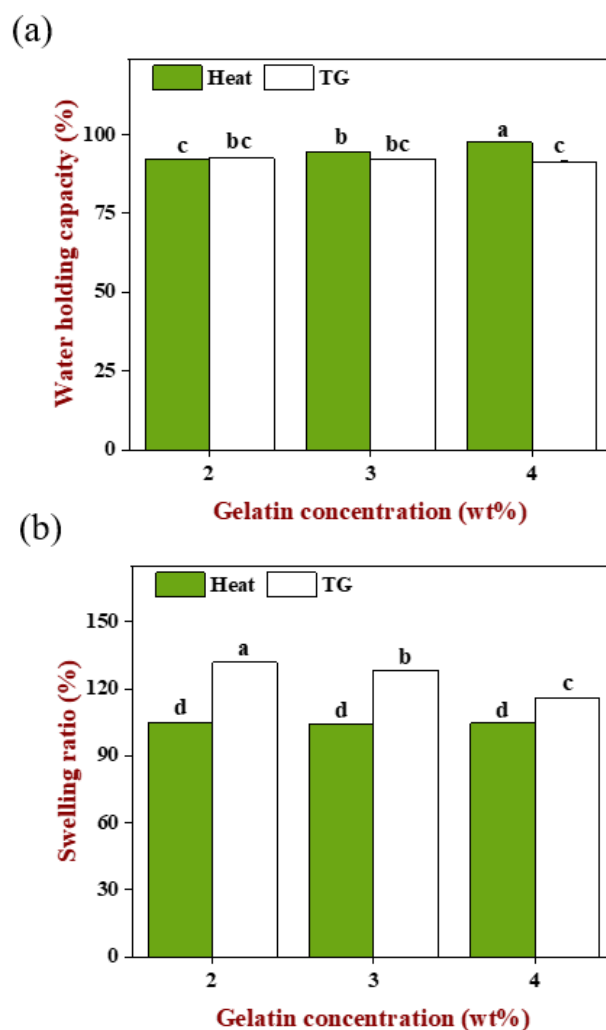 (a)
Heat TG
Water holding capacity (%)
100
75
50
25
0
c bc b bc a c
2 3 4
Gelatin concentration (wt%)
(b)
Heat TG
Swelling ratio (%)
150
120
90
60
30
0
d a d b d c
2 3 4
Gelatin concentration (wt%)